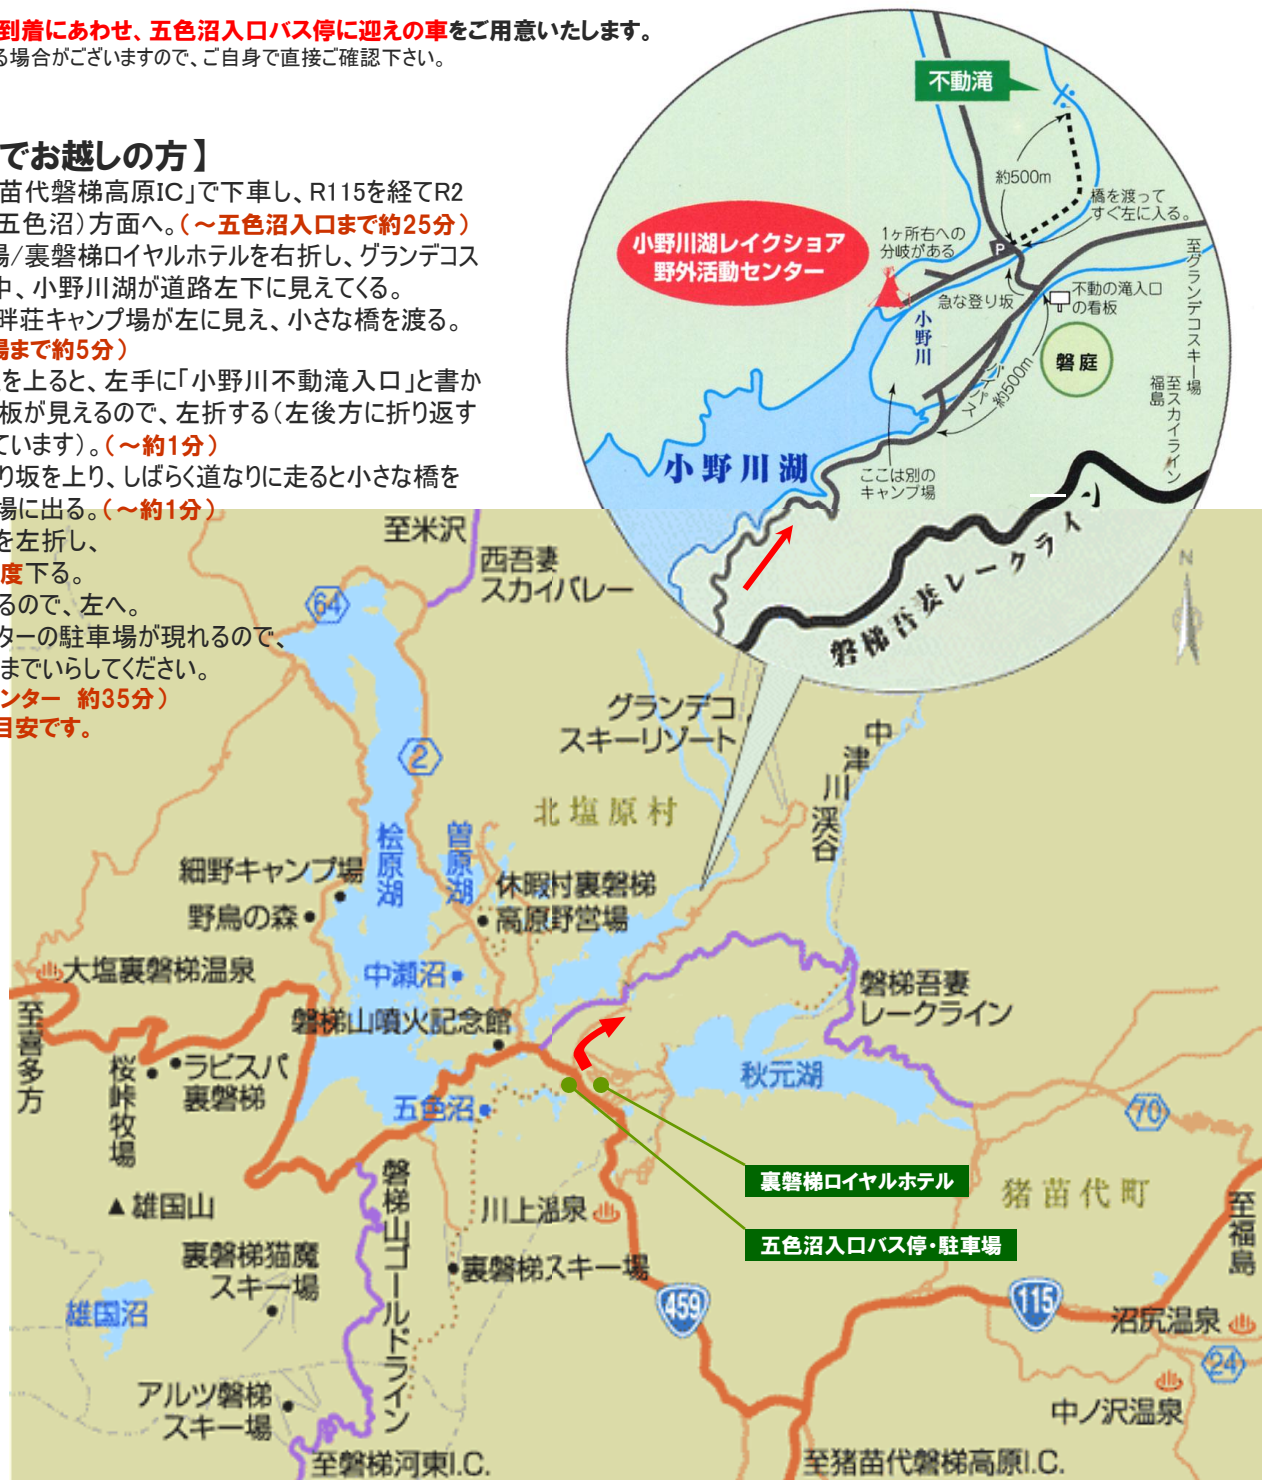 到着にあわせ、五色沼入口バス停に迎えの車をご用意いたします。
る場合がございますので、ご自身で直接ご確認下さい。
でお越しの方】
苗代磐梯高原IC」で下車し、R115を経てR2
五色沼)方面へ。(～五色沼入口まで約25分)
場/裏磐梯ロイヤルホテルを右折し、グランデコス
中、小野川湖が道路左下に見えてくる。
畔荘キャンプ場が左に見え、小さな橋を渡る。
場まで約5分)
を上ると、左手に「小野川不動滝入口」と書か
板が見えるので、左折する(左後方に折り返す
ています)。(～約1分)
り坂を上り、しばらく道なりに走ると小さな橋を
場に出る。(～約1分)
を左折し、
度下る。
るので、左へ。
ターの駐車場が現れるので、
までいらしてください。
ンター 約35分)
目安です。
不動滝
約500m
橋を渡って
すぐ左に入る。
小野川湖レイクショア
野外活動センター
1ヶ所右への
分岐がある
P
急な登り坂
不動の滝入口
の看板
小野川
磐庭
バイパス
約500m
至グランデコスキー場
至スカイライン
福島
小野川湖
ここは別の
キャンプ場
磐梯吾妻レークライン
N
至米沢
西吾妻
スカイバレー
64
グランデコ
スキーリゾート
中津川渓谷
2
北塩原村
桧原湖
曽原湖
細野キャンプ場
野鳥の森
休暇村裏磐梯
高原野営場
大塩裏磐梯温泉
中瀬沼
磐梯吾妻
レークライン
磐梯山噴火記念館
至喜多方
桜峠牧場
ラビスパ
裏磐梯
秋元湖
五色沼
70
裏磐梯ロイヤルホテル
猪苗代町
雄国山
磐梯山ゴールドライン
川上温泉
五色沼入口バス停・駐車場
至福島
裏磐梯猫魔
スキー場
裏磐梯スキー場
雄国沼
459
115
沼尻温泉
24
アルツ磐梯
スキー場
中ノ沢温泉
至磐梯河東I.C.
至猪苗代磐梯高原I.C.